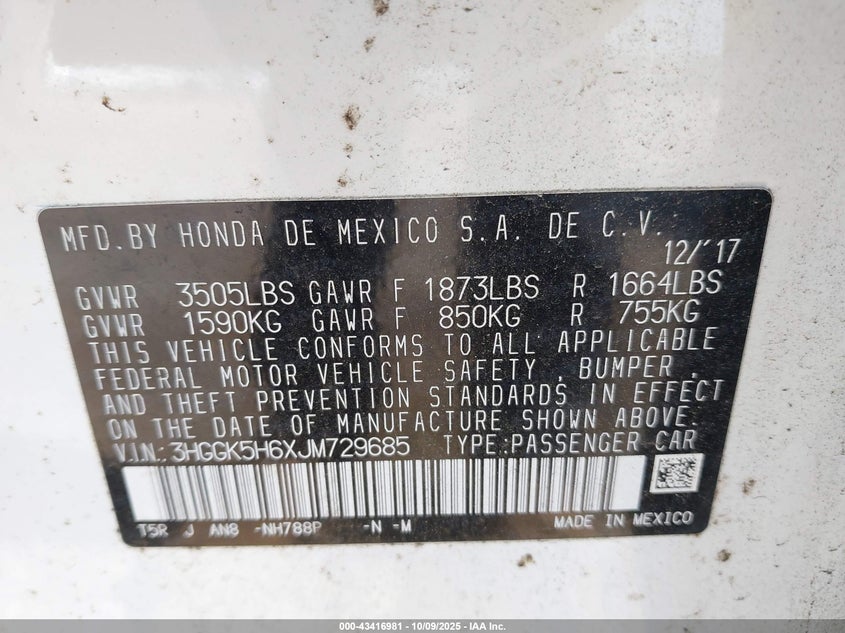 MFD.BY HONDA DE MEXICO S.A. DE C.V.
12/'17
GVWR 3505LBS GAWR F 1873LBS R 1664LBS
GVWR 1590KG GAWR F 850KG R 755KG
THIS VEHICLE CONFORMS TO ALL APPLICABLE
FEDERAL MOTOR VEHICLE SAFETY, BUMPER,
AND THEFT PREVENTION STANDARDS IN EFFECT
ON THE DATE OF MANUFACTURE SHOWN ABOVE.
V.I.N.:3HGGK5H6XJM729685 TYPE:PASSENGER CAR
T5R J AN8 -NH788P -N -M MADE IN MEXICO
000-43416981 | 10/09/2025 - IAA Inc.